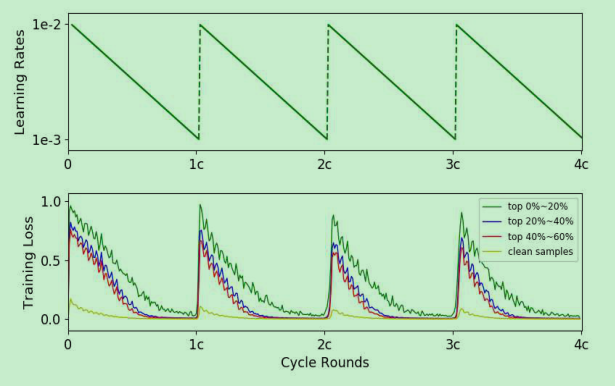 Learning Rates
1e-2
1e-3
0 1c 2c 3c 4c
Training Loss
1.0
0.5
0.0
top 0%~20%
top 20%~40%
top 40%~60%
clean samples
0 1c 2c 3c 4c
Cycle Rounds